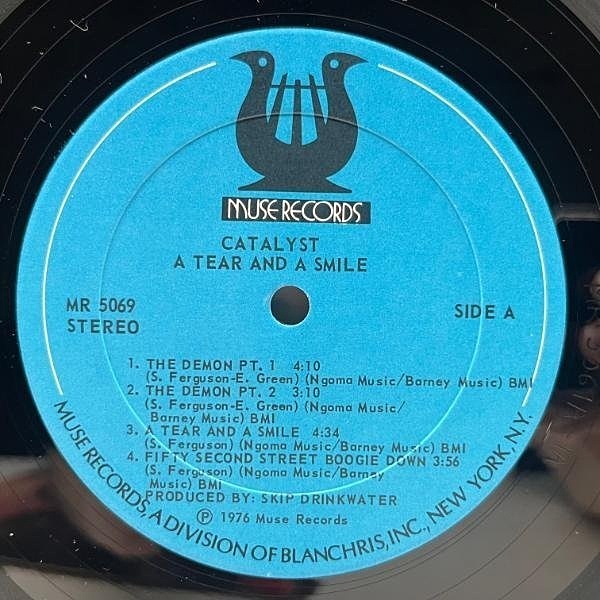 MUSE RECORDS
CATALYST
A TEAR AND A SMILE
MR 5069
STEREO
SIDE A
1. THE DEMON PT. 1 4:10
(S. Ferguson-E. Green) (Ngoma Music/Barney Music) BMI
2. THE DEMON PT. 2 3:10
(S. Ferguson-E. Green) (Ngoma Music/
Barney Music) BMI
3. A TEAR AND A SMILE 4:34
(S. Ferguson) (Ngoma Music/Barney Music) BMI
4. FIFTY SECOND STREET BOOGIE DOWN 3:56
(S. Ferguson) (Ngoma Music/Barney
Music) BMI
PRODUCED BY: SKIP DRINKWATER
℗ 1976 Muse Records
MUSE RECORDS, A DIVISION OF BLANCHRIS, INC., NEW YORK, N.Y.